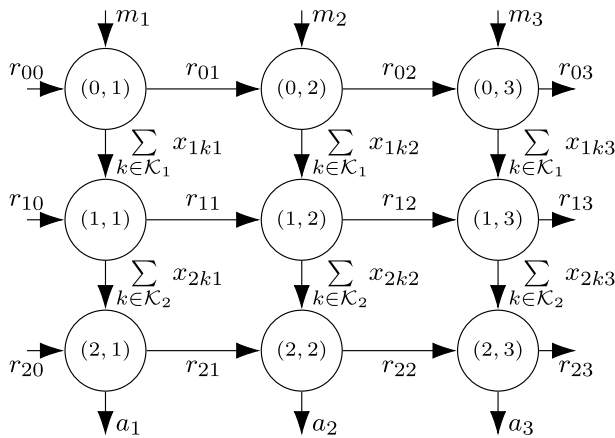 m₁ m₂ m₃
r₀₀ (0, 1) r₀₁ (0, 2) r₀₂ (0, 3) r₀₃
∑ x₁ₖ₁ ∑ x₁ₖ₂ ∑ x₁ₖ₃
k∈𝒦₁ k∈𝒦₁ k∈𝒦₁
r₁₀ (1, 1) r₁₁ (1, 2) r₁₂ (1, 3) r₁₃
∑ x₂ₖ₁ ∑ x₂ₖ₂ ∑ x₂ₖ₃
k∈𝒦₂ k∈𝒦₂ k∈𝒦₂
r₂₀ (2, 1) r₂₁ (2, 2) r₂₂ (2, 3) r₂₃
a₁ a₂ a₃